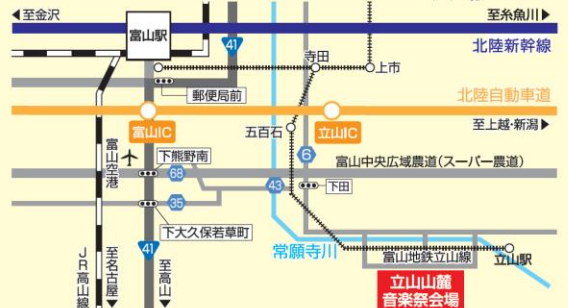 ◀至金沢
至糸魚川▶
富山駅
41
北陸新幹線
寺田
上市
郵便局前
北陸自動車道
富山IC
五百石
立山IC
至上越・新潟▶
富山空港
下熊野南
68
6
富山中央広域農道(スーパー農道)
43
下田
35
下大久保若草町
41
常願寺川
富山地鉄立山線
立山駅
JR高山線
至名古屋▼
至高山▼
立山山麓
音楽祭会場